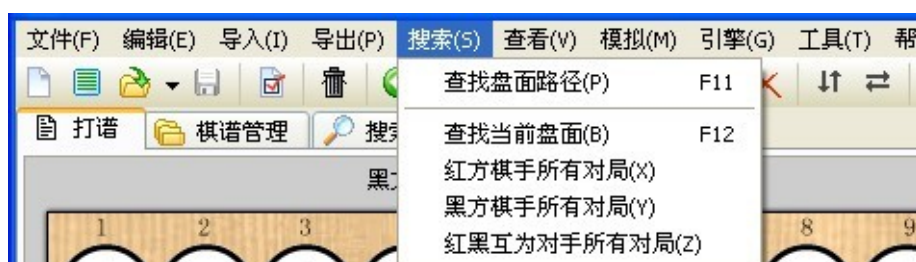 文件(F) 编辑(E) 导入(I) 导出(P) 搜索(S) 查看(V) 模拟(M) 引擎(G) 工具(T) 帮
查找盘面路径(P) F11
打谱 棋谱管理 搜
查找当前盘面(B) F12
红方棋手所有对局(X)
黑
黑方棋手所有对局(Y)
1 2 3 8 9
红黑互为对手所有对局(Z)